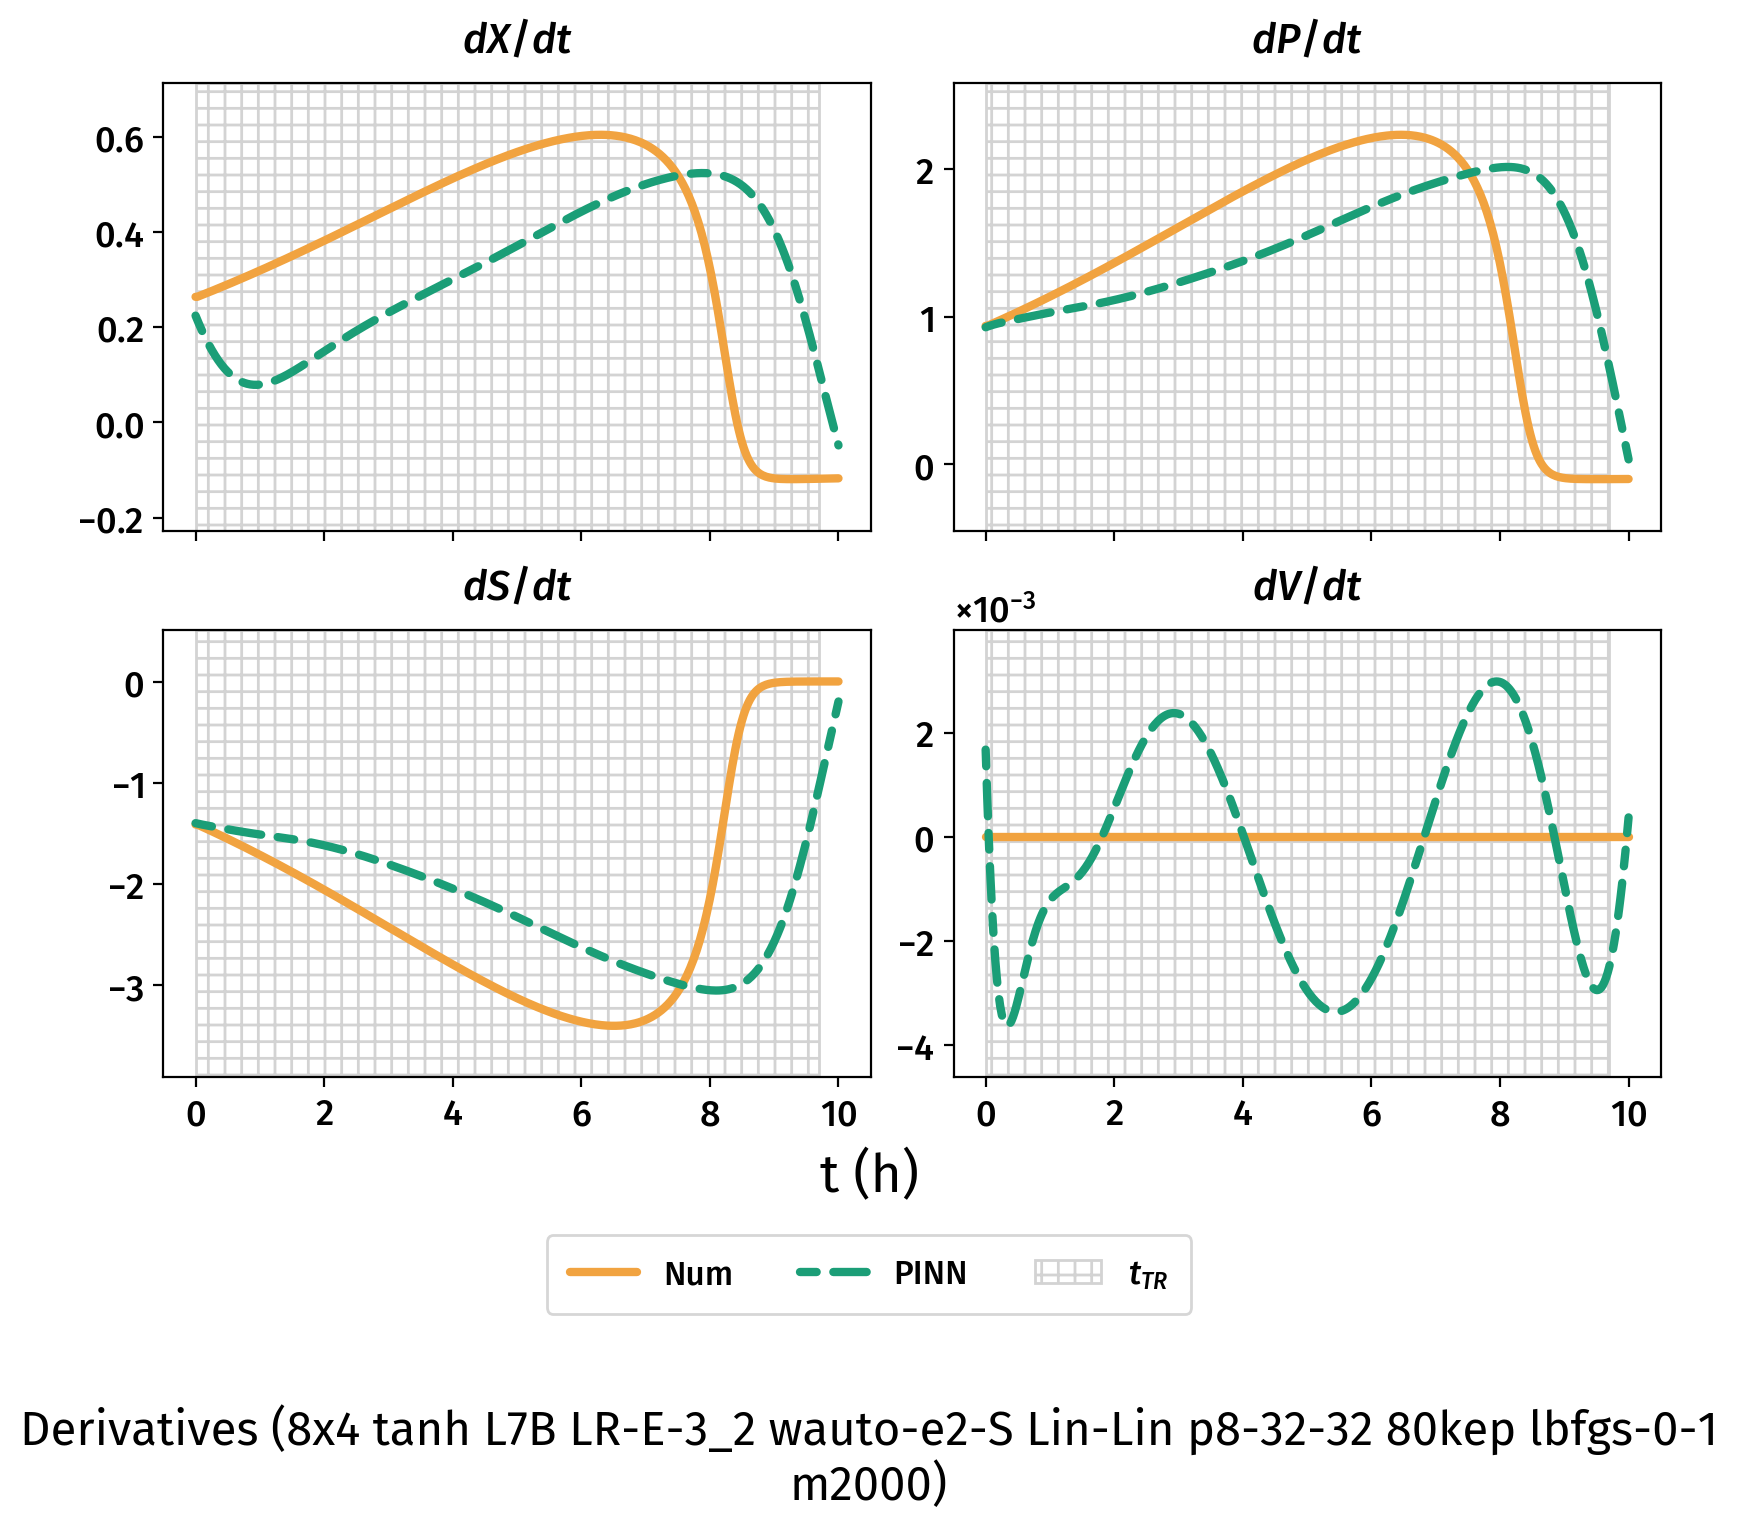 dX/dt
dP/dt
0.6
0.4
0.2
0.0
−0.2
2
1
0
dS/dt
dV/dt
×10⁻³
0
−1
−2
−3
2
0
−2
−4
0 2 4 6 8 10
0 2 4 6 8 10
t (h)
Num PINN t_TR
Derivatives (8x4 tanh L7B LR-E-3_2 wauto-e2-S Lin-Lin p8-32-32 80kep lbfgs-0-1
m2000)